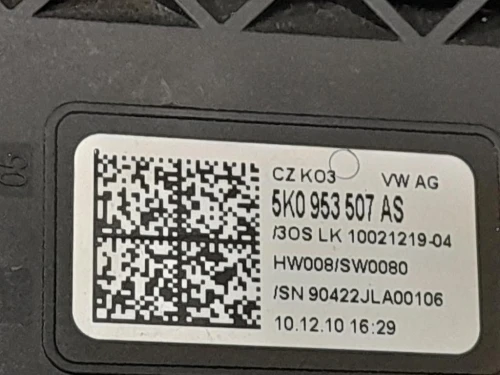 CZ KO3 VW AG
5K0 953 507 AS
/3OS LK 10021219-04
HW008/SW0080
/SN 90422JLA00106
10.12.10 16:29
05